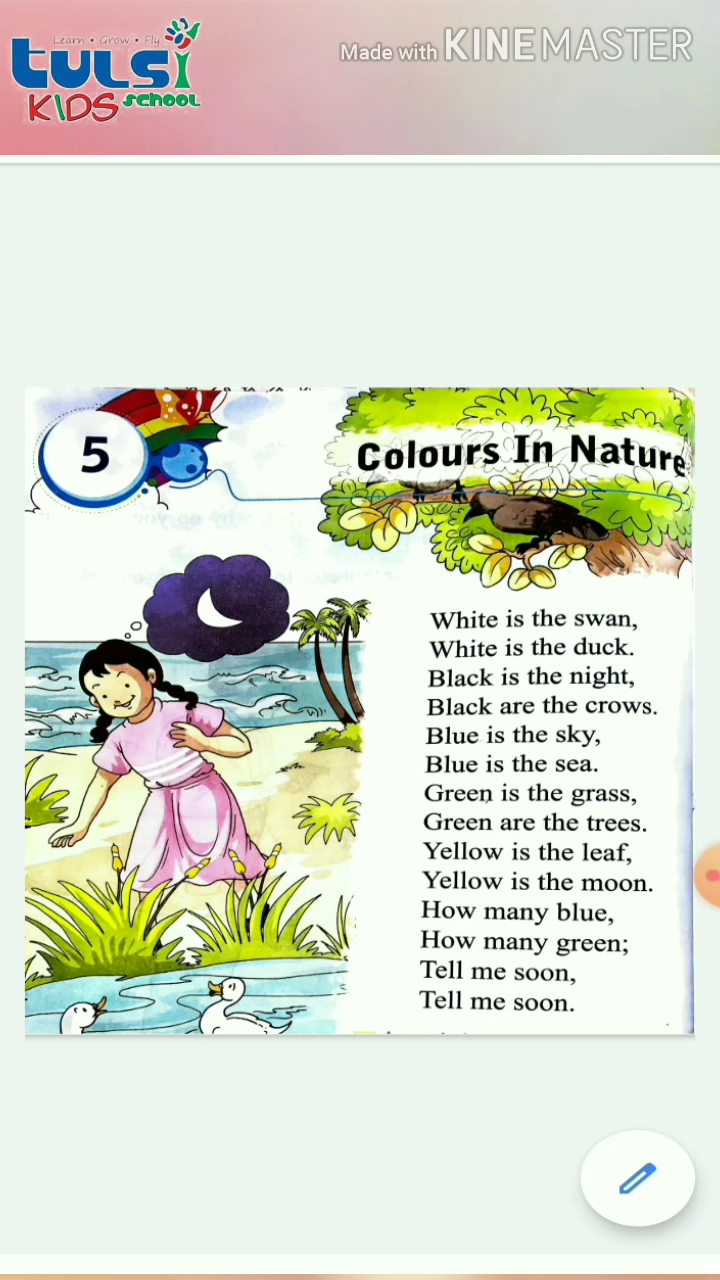 Learn • Grow • Fly
TULSI
KIDS SCHOOL
Made with KINEMASTER
5
Colours In Nature
White is the swan,
White is the duck.
Black is the night,
Black are the crows.
Blue is the sky,
Blue is the sea.
Green is the grass,
Green are the trees.
Yellow is the leaf,
Yellow is the moon.
How many blue,
How many green;
Tell me soon,
Tell me soon.